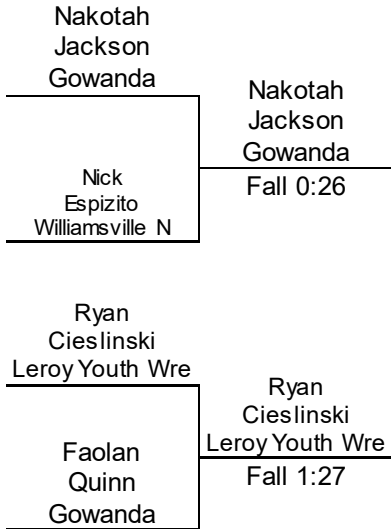 Nakotah
Jackson
Gowanda
Nakotah
Jackson
Gowanda
Fall 0:26
Nick
Espizito
Williamsville N
Ryan
Cieslinski
Leroy Youth Wre
Ryan
Cieslinski
Leroy Youth Wre
Fall 1:27
Faolan
Quinn
Gowanda